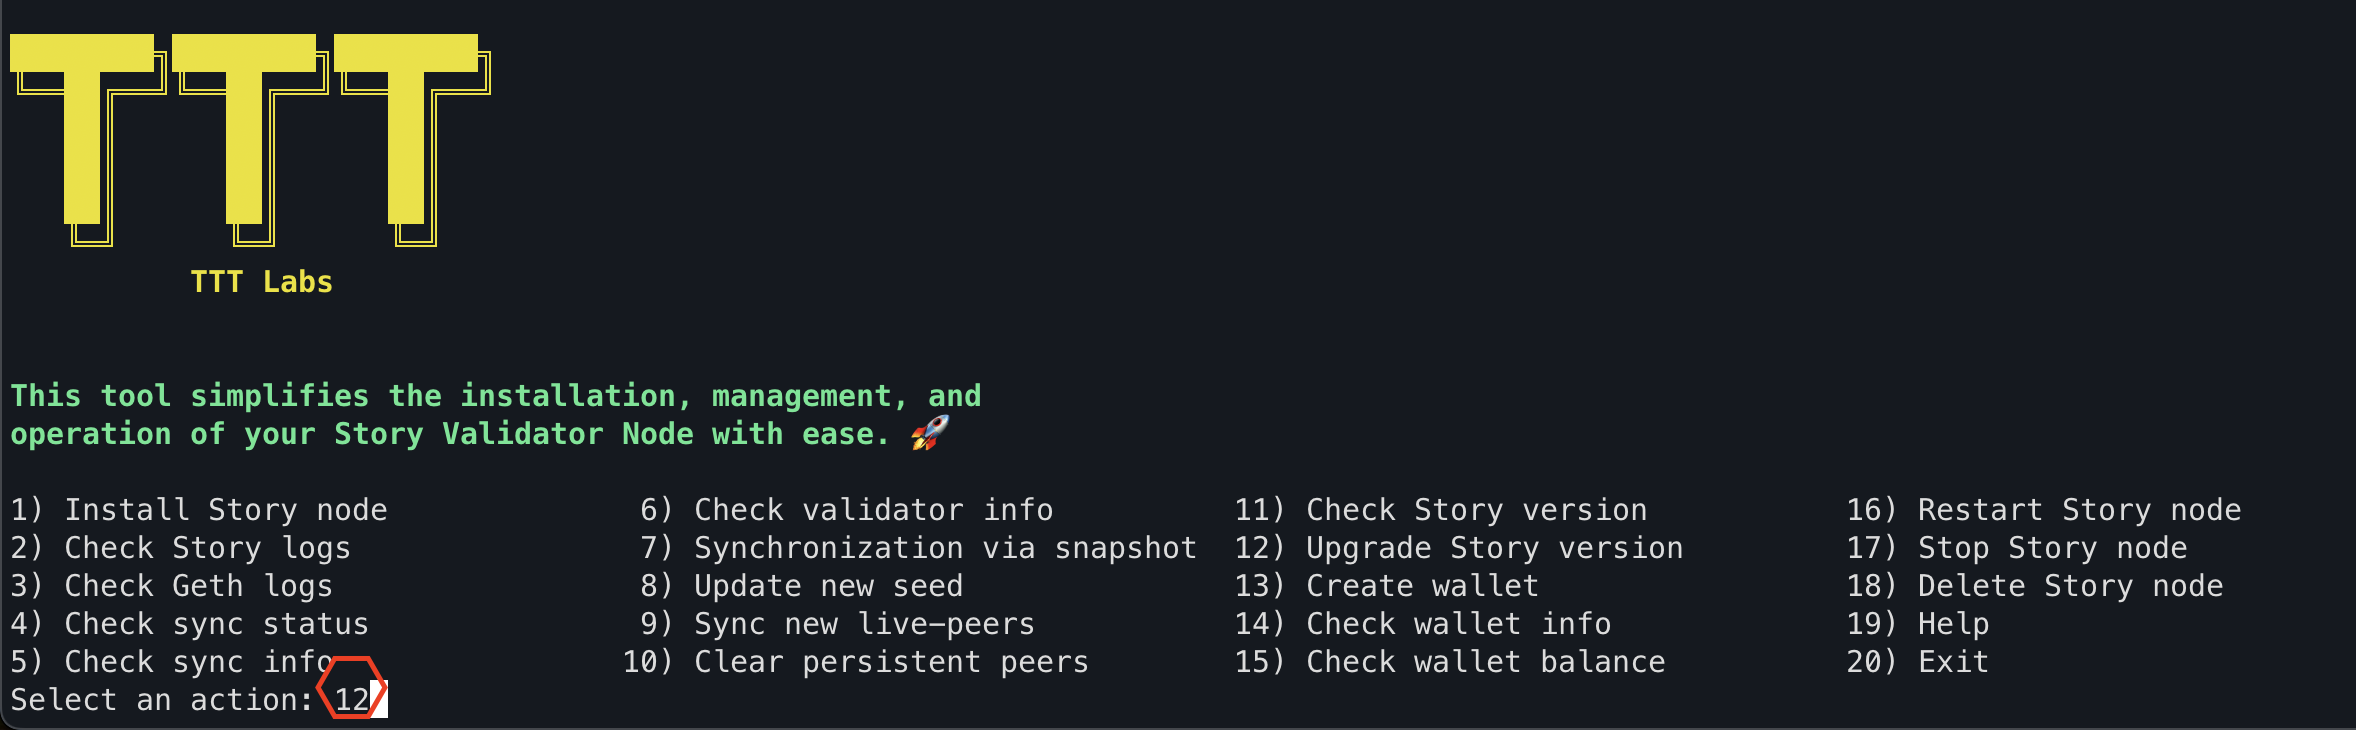 TTT
TTT Labs
This tool simplifies the installation, management, and
operation of your Story Validator Node with ease. 🚀
1) Install Story node 6) Check validator info 11) Check Story version 16) Restart Story node
2) Check Story logs 7) Synchronization via snapshot 12) Upgrade Story version 17) Stop Story node
3) Check Geth logs 8) Update new seed 13) Create wallet 18) Delete Story node
4) Check sync status 9) Sync new live-peers 14) Check wallet info 19) Help
5) Check sync info 10) Clear persistent peers 15) Check wallet balance 20) Exit
Select an action: 12